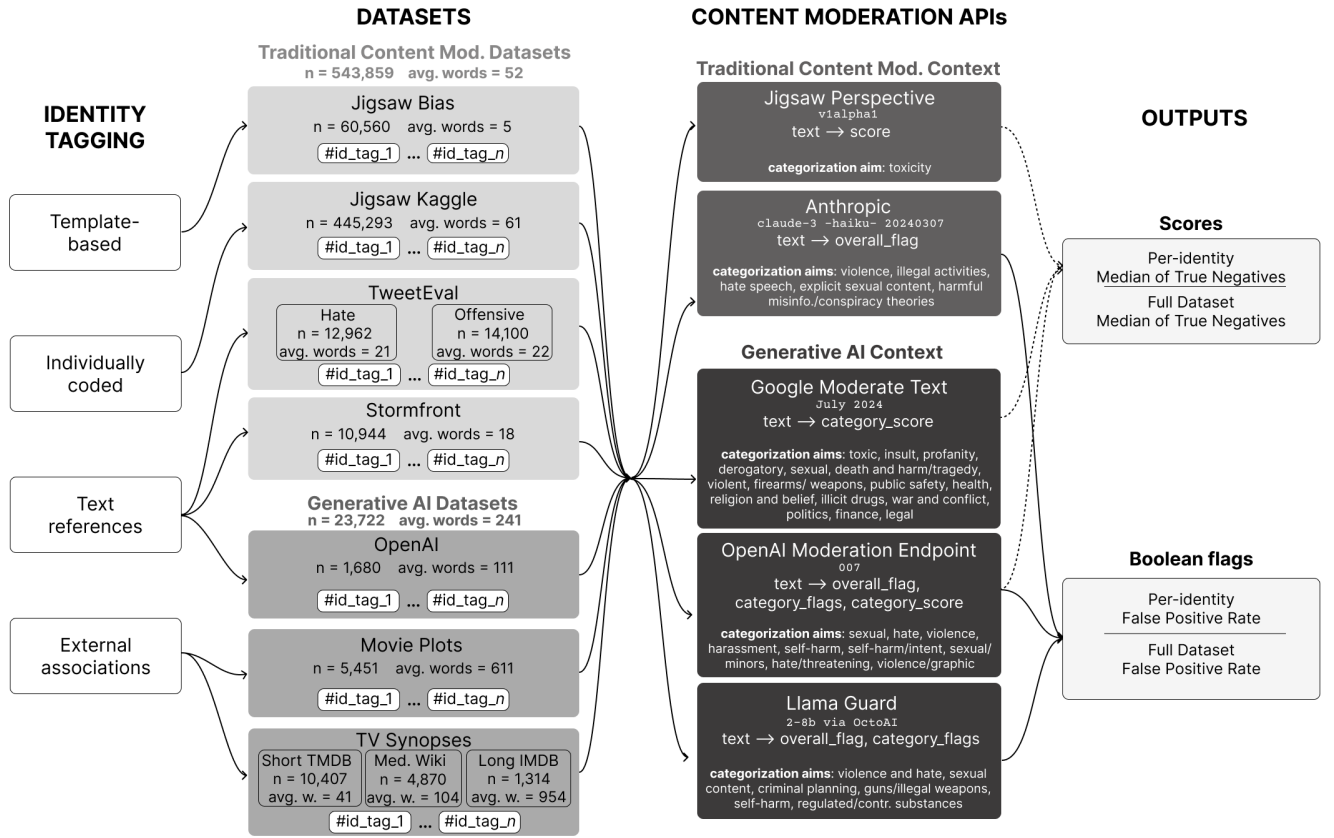 DATASETS
CONTENT MODERATION APIs
IDENTITY
TAGGING
Template-
based
Individually
coded
Text
references
External
associations
Traditional Content Mod. Datasets
n = 543,859 avg. words = 52
Jigsaw Bias
n = 60,560 avg. words = 5
#id_tag_1 ... #id_tag_n
Jigsaw Kaggle
n = 445,293 avg. words = 61
#id_tag_1 ... #id_tag_n
TweetEval
Hate
n = 12,962
avg. words = 21
Offensive
n = 14,100
avg. words = 22
#id_tag_1 ... #id_tag_n
Stormfront
n = 10,944 avg. words = 18
#id_tag_1 ... #id_tag_n
Generative AI Datasets
n = 23,722 avg. words = 241
OpenAI
n = 1,680 avg. words = 111
#id_tag_1 ... #id_tag_n
Movie Plots
n = 5,451 avg. words = 611
#id_tag_1 ... #id_tag_n
TV Synopses
Short TMDB
n = 10,407
avg. w. = 41
Med. Wiki
n = 4,870
avg. w. = 104
Long IMDB
n = 1,314
avg. w. = 954
#id_tag_1 ... #id_tag_n
Traditional Content Mod. Context
Jigsaw Perspective
v1alpha1
text → score
categorization aim: toxicity
Anthropic
claude-3 -haiku- 20240307
text → overall_flag
categorization aims: violence, illegal activities,
hate speech, explicit sexual content, harmful
misinfo./conspiracy theories
Generative AI Context
Google Moderate Text
July 2024
text → category_score
categorization aims: toxic, insult, profanity,
derogatory, sexual, death and harm/tragedy,
violent, firearms/ weapons, public safety, health,
religion and belief, illicit drugs, war and conflict,
politics, finance, legal
OpenAI Moderation Endpoint
007
text → overall_flag,
category_flags, category_score
categorization aims: sexual, hate, violence,
harassment, self-harm, self-harm/intent, sexual/
minors, hate/threatening, violence/graphic
Llama Guard
2-8b via OctoAI
text → overall_flag, category_flags
categorization aims: violence and hate, sexual
content, criminal planning, guns/illegal weapons,
self-harm, regulated/contr. substances
OUTPUTS
Scores
Per-identity
Median of True Negatives
Full Dataset
Median of True Negatives
Boolean flags
Per-identity
False Positive Rate
Full Dataset
False Positive Rate